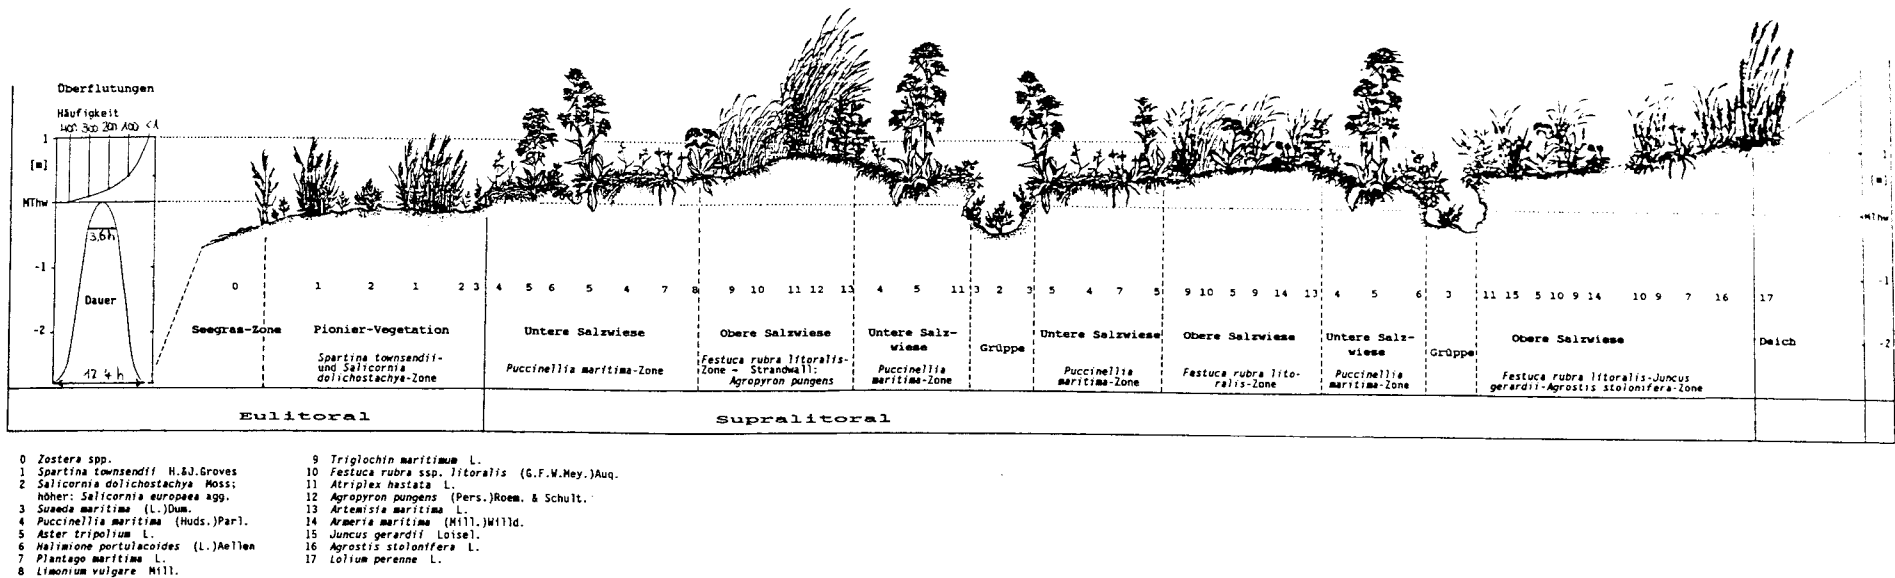 Überflutungen
Häufigkeit
400 300 200 100 <1
1
[m]
MThw
3,6h
-1
Dauer
-2
12 4 h
[m]
MThw
-1
-2
0 1 2 1 2 3 4 5 6 5 4 7 8 9 10 11 12 13 4 5 11 3 2 3 5 4 7 5 9 10 5 9 14 13 4 5 6 3 11 15 5 10 9 14 10 9 7 16 17
Seegras-Zone
Pionier-Vegetation
Spartina townsendii-
und Salicornia
dolichostachya-Zone
Untere Salzwiese
Puccinellia maritima-Zone
Obere Salzwiese
Festuca rubra litoralis-
Zone - Strandwall:
Agropyron pungens
Untere Salz-
wiese
Puccinellia
maritima-Zone
Grüppe
Untere Salzwiese
Puccinellia
maritima-Zone
Obere Salzwiese
Festuca rubra lito-
ralis-Zone
Untere Salz-
wiese
Puccinellia
maritima-Zone
Grüppe
Obere Salzwiese
Festuca rubra litoralis-Juncus
gerardii-Agrostis stolonifera-Zone
Deich
Eulitoral
Supralitoral
0 Zostera spp.
1 Spartina townsendii H.&J.Groves
2 Salicornia dolichostachya Moss;
höher: Salicornia europaea agg.
3 Suaeda maritima (L.)Dum.
4 Puccinellia maritima (Huds.)Parl.
5 Aster tripolium L.
6 Halimione portulacoides (L.)Aellen
7 Plantago maritima L.
8 Limonium vulgare Mill.
9 Triglochin maritimum L.
10 Festuca rubra ssp. litoralis (G.F.W.Mey.)Auq.
11 Atriplex hastata L.
12 Agropyron pungens (Pers.)Roem. & Schult.
13 Artemisia maritima L.
14 Armeria maritima (Mill.)Willd.
15 Juncus gerardii Loisel.
16 Agrostis stolonifera L.
17 Lolium perenne L.